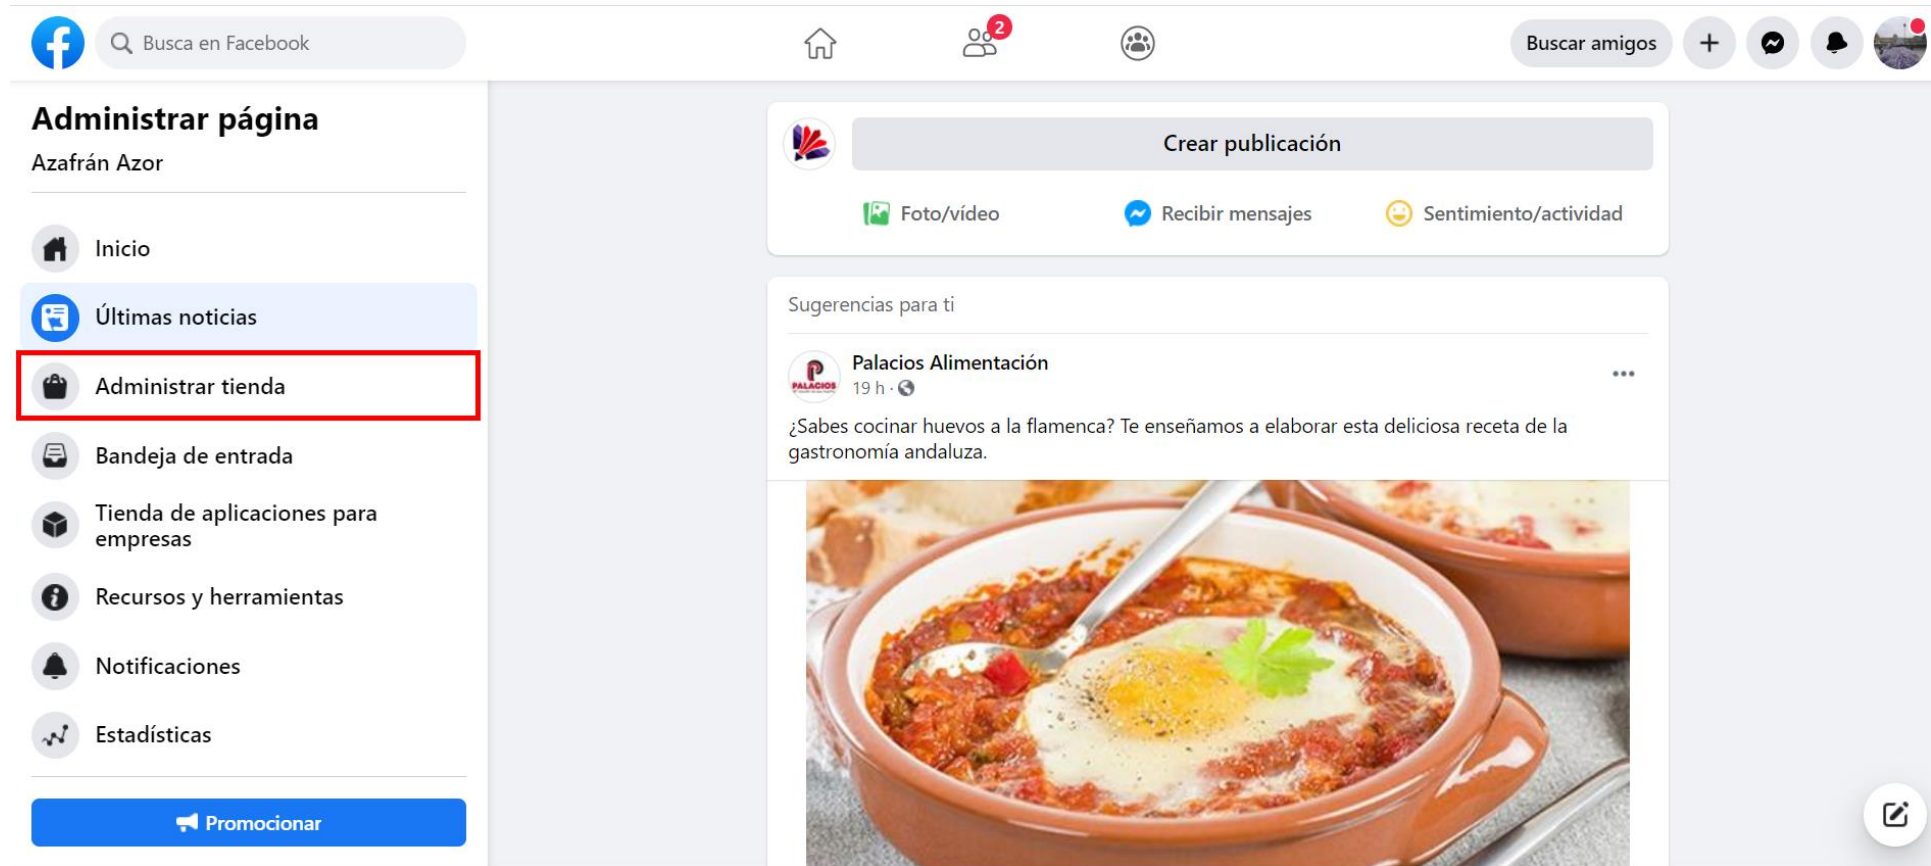 Busca en Facebook
2
Buscar amigos
Administrar página
Azafrán Azor
Inicio
Últimas noticias
Administrar tienda
Bandeja de entrada
Tienda de aplicaciones para
empresas
Recursos y herramientas
Notificaciones
Estadísticas
Promocionar
Crear publicación
Foto/vídeo
Recibir mensajes
Sentimiento/actividad
Sugerencias para ti
PALACIOS
Palacios Alimentación
19 h ·
¿Sabes cocinar huevos a la flamenca? Te enseñamos a elaborar esta deliciosa receta de la
gastronomía andaluza.